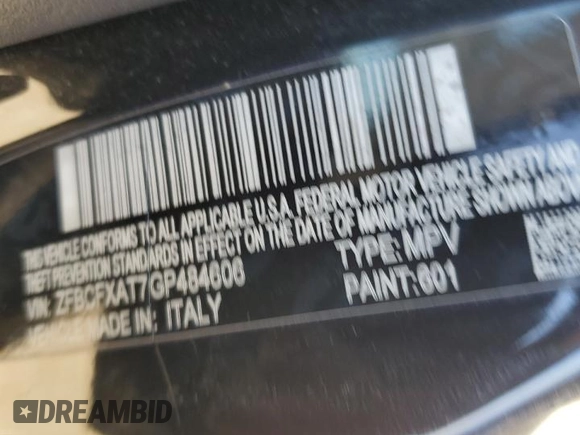 THE VEHICLE CONFORMS TO ALL APPLICABLE U.S.A. FEDERAL MOTOR VEHICLE SAFETY AND
THEFT PREVENTION STANDARDS IN EFFECT ON THE DATE OF MANUFACTURE SHOWN ABOVE
VIN: ZFBCFXAT7GP484606 TYPE: MPV
VEHICLE MADE IN: ITALY PAINT: 601
DREAMBID